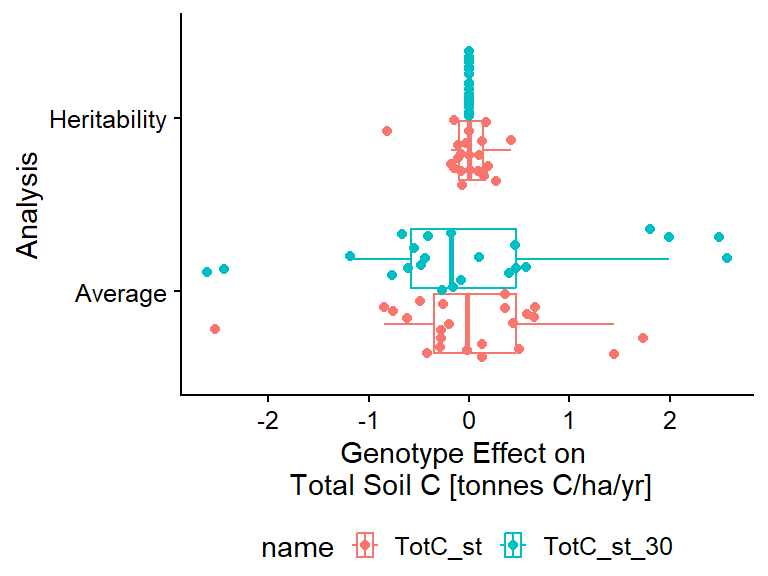 Heritability
Average
Analysis
-2 -1 0 1 2
Genotype Effect on
Total Soil C [tonnes C/ha/yr]
name TotC_st TotC_st_30